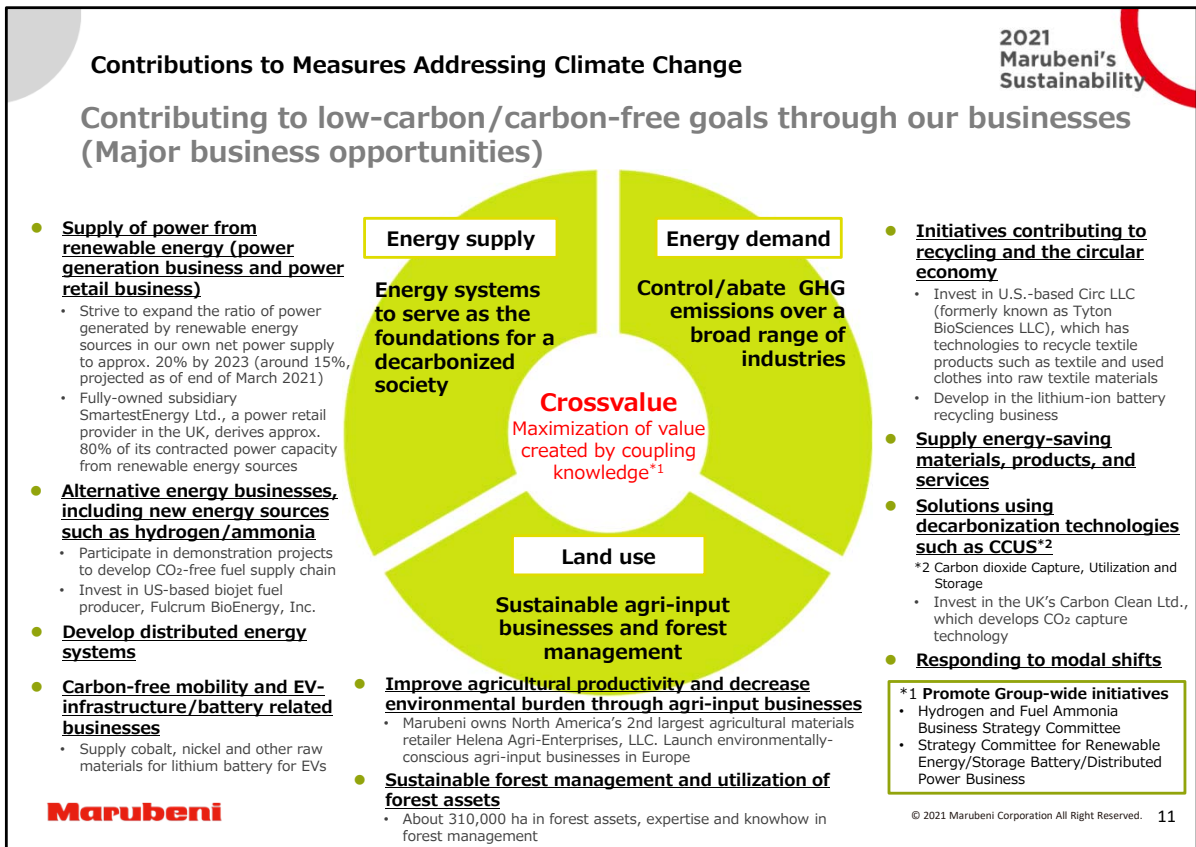 2021
Marubeni's
Sustainability
Contributions to Measures Addressing Climate Change
Contributing to low-carbon/carbon-free goals through our businesses
(Major business opportunities)
● Supply of power from
renewable energy (power
generation business and power
retail business)
• Strive to expand the ratio of power
generated by renewable energy
sources in our own net power supply
to approx. 20% by 2023 (around 15%,
projected as of end of March 2021)
• Fully-owned subsidiary
SmartestEnergy Ltd., a power retail
provider in the UK, derives approx.
80% of its contracted power capacity
from renewable energy sources
● Alternative energy businesses,
including new energy sources
such as hydrogen/ammonia
• Participate in demonstration projects
to develop CO₂-free fuel supply chain
• Invest in US-based biojet fuel
producer, Fulcrum BioEnergy, Inc.
● Develop distributed energy
systems
● Carbon-free mobility and EV-
infrastructure/battery related
businesses
• Supply cobalt, nickel and other raw
materials for lithium battery for EVs
Energy supply
Energy systems
to serve as the
foundations for a
decarbonized
society
Energy demand
Control/abate GHG
emissions over a
broad range of
industries
Crossvalue
Maximization of value
created by coupling
knowledge*1
Land use
Sustainable agri-input
businesses and forest
management
● Improve agricultural productivity and decrease
environmental burden through agri-input businesses
• Marubeni owns North America's 2nd largest agricultural materials
retailer Helena Agri-Enterprises, LLC. Launch environmentally-
conscious agri-input businesses in Europe
● Sustainable forest management and utilization of
forest assets
• About 310,000 ha in forest assets, expertise and knowhow in
forest management
● Initiatives contributing to
recycling and the circular
economy
• Invest in U.S.-based Circ LLC
(formerly known as Tyton
BioSciences LLC), which has
technologies to recycle textile
products such as textile and used
clothes into raw textile materials
• Develop in the lithium-ion battery
recycling business
● Supply energy-saving
materials, products, and
services
● Solutions using
decarbonization technologies
such as CCUS*2
*2 Carbon dioxide Capture, Utilization and
Storage
• Invest in the UK's Carbon Clean Ltd.,
which develops CO₂ capture
technology
● Responding to modal shifts
*1 Promote Group-wide initiatives
• Hydrogen and Fuel Ammonia
Business Strategy Committee
• Strategy Committee for Renewable
Energy/Storage Battery/Distributed
Power Business
Marubeni
© 2021 Marubeni Corporation All Right Reserved. 11